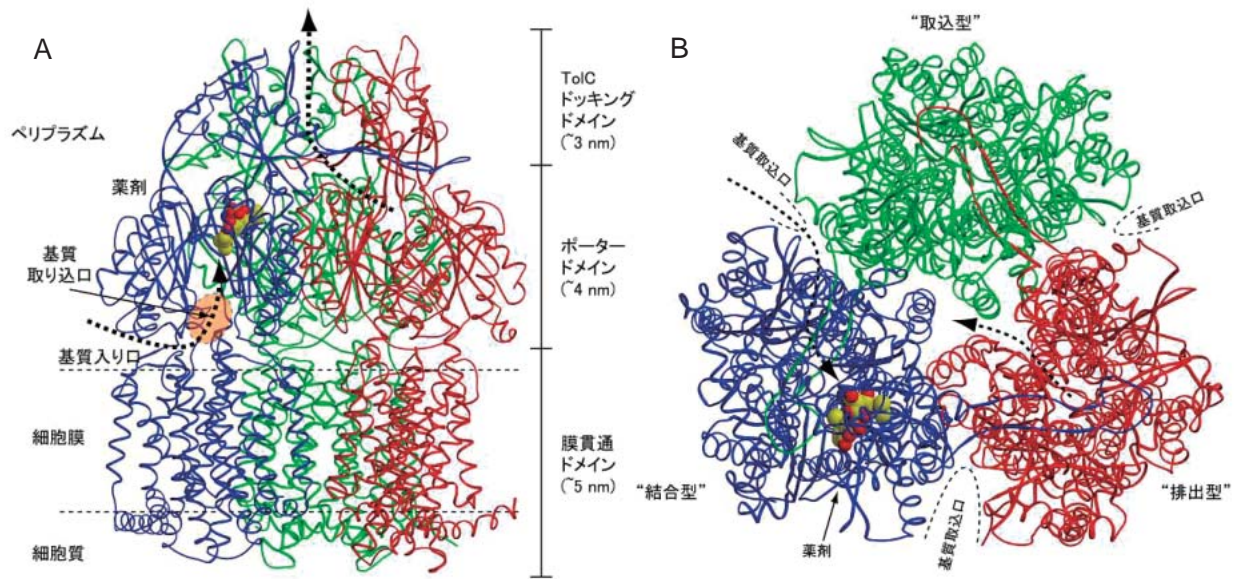 A
ペリプラズム
薬剤
基質
取り込口
基質入り口
細胞膜
細胞質
TolC
ドッキング
ドメイン
(~3 nm)
ポーター
ドメイン
(~4 nm)
膜貫通
ドメイン
(~5 nm)
B
“取込型”
基質取込口
基質取込口
“結合型”
薬剤
基質取込口
“排出型”